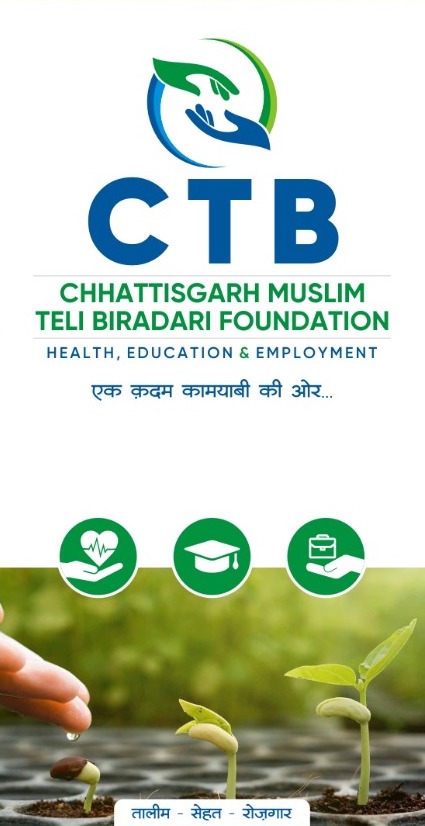 CTB
CHHATTISGARH MUSLIM
TELI BIRADARI FOUNDATION
HEALTH, EDUCATION & EMPLOYMENT
एक क़दम कामयाबी की ओर...
तालीम - सेहत - रोज़गार